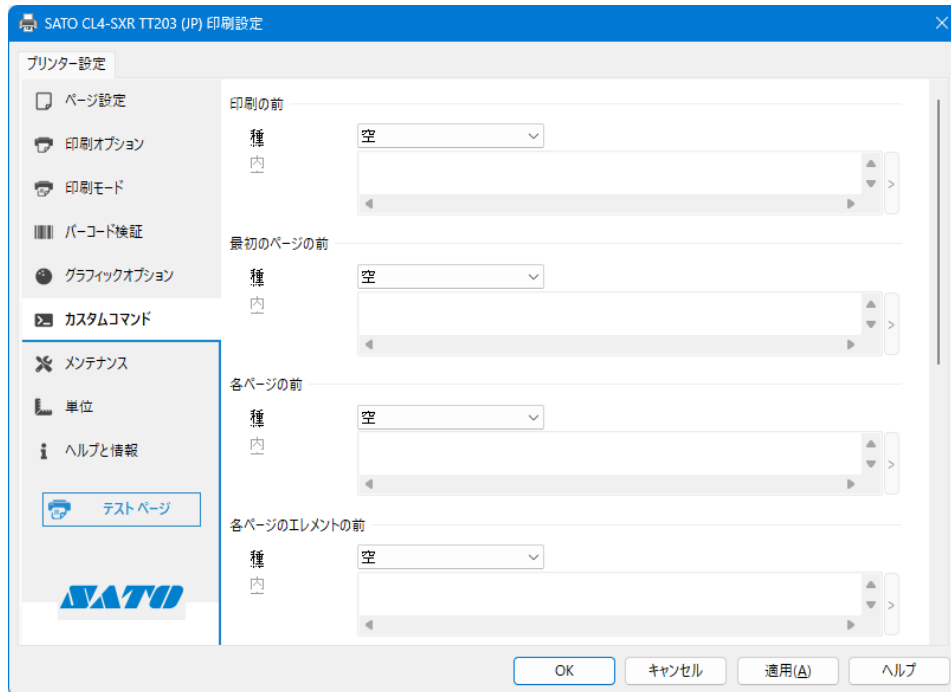 SATO CL4-SXR TT203 (JP) 印刷設定
プリンター設定
ページ設定
印刷オプション
印刷モード
バーコード検証
グラフィックオプション
カスタムコマンド
メンテナンス
単位
ヘルプと情報
テスト ページ
SATO
印刷の前
種 空
内
最初のページの前
種 空
内
各ページの前
種 空
内
各ページのエレメントの前
種 空
内
OK キャンセル 適用(A) ヘルプ